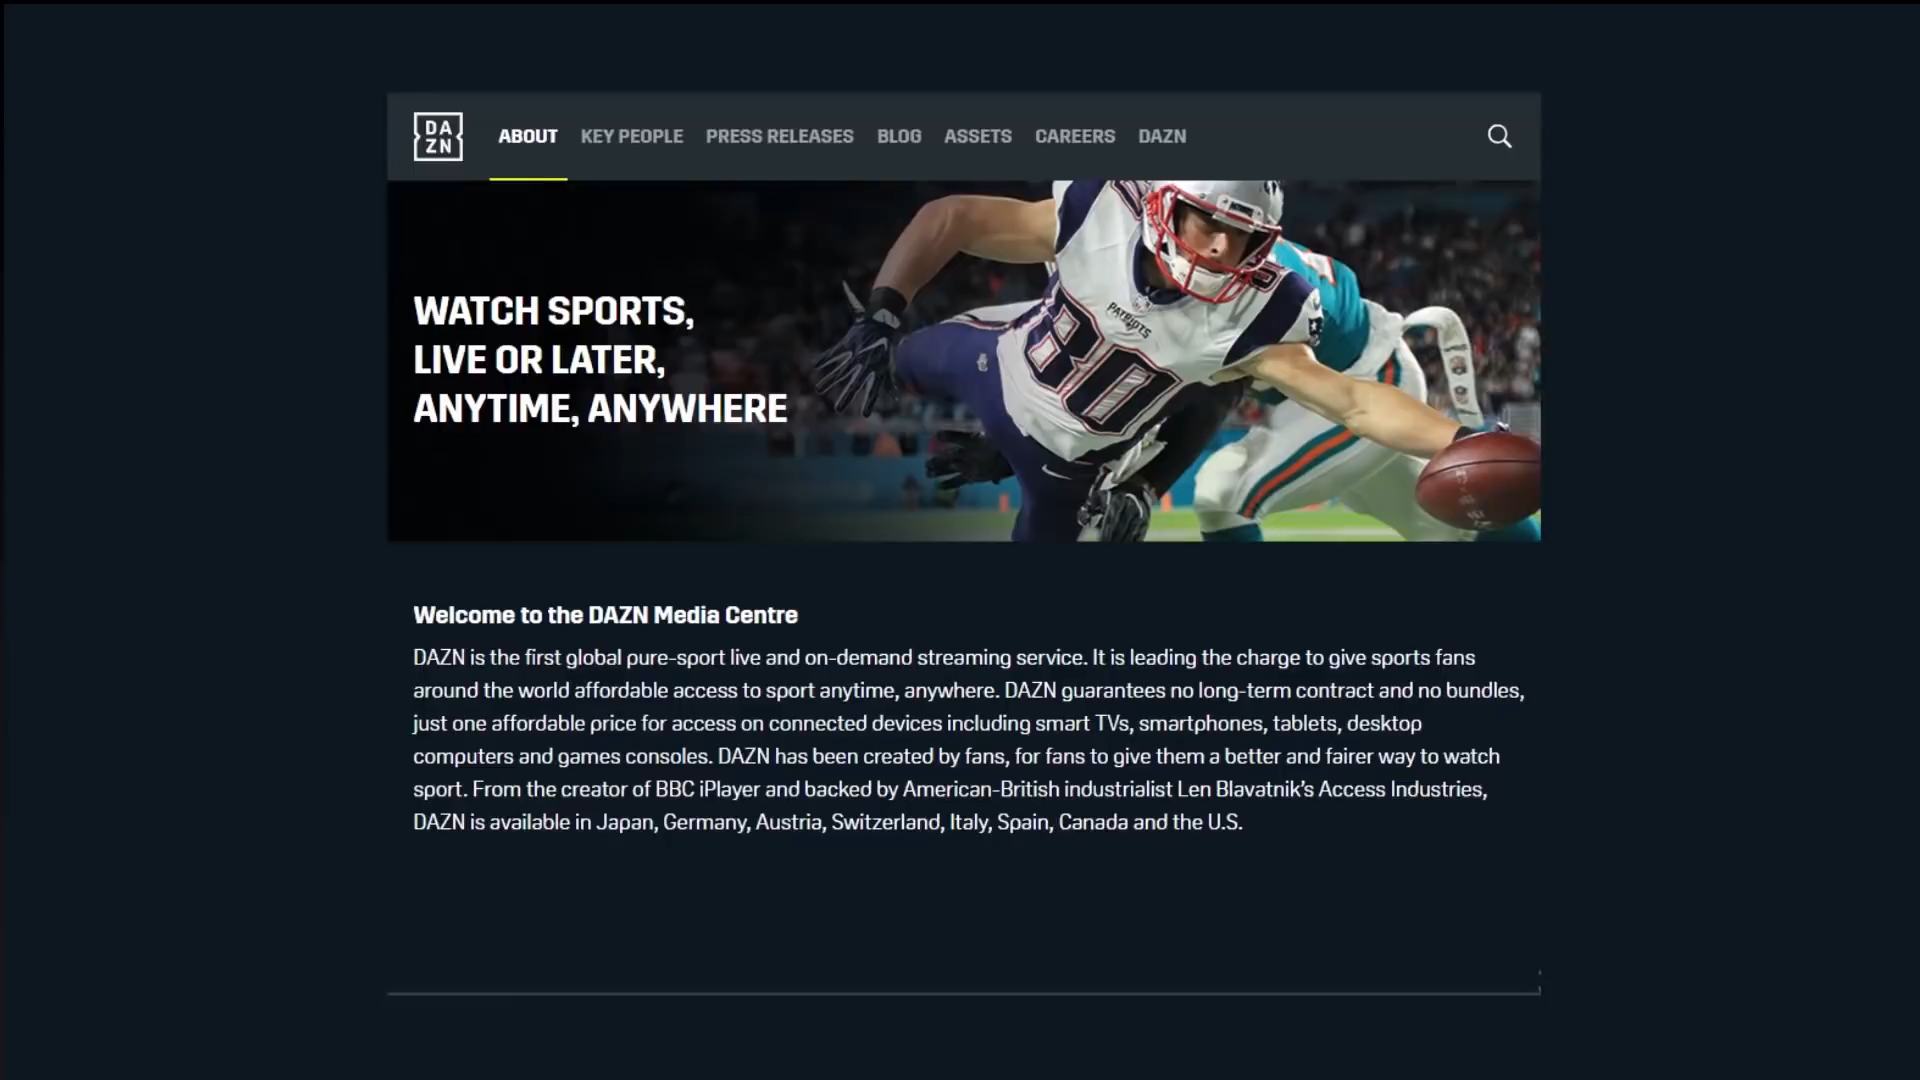 DA
ZN
ABOUT KEY PEOPLE PRESS RELEASES BLOG ASSETS CAREERS DAZN
WATCH SPORTS,
LIVE OR LATER,
ANYTIME, ANYWHERE
PATRIOTS
80
Welcome to the DAZN Media Centre
DAZN is the first global pure-sport live and on-demand streaming service. It is leading the charge to give sports fans
around the world affordable access to sport anytime, anywhere. DAZN guarantees no long-term contract and no bundles,
just one affordable price for access on connected devices including smart TVs, smartphones, tablets, desktop
computers and games consoles. DAZN has been created by fans, for fans to give them a better and fairer way to watch
sport. From the creator of BBC iPlayer and backed by American-British industrialist Len Blavatnik's Access Industries,
DAZN is available in Japan, Germany, Austria, Switzerland, Italy, Spain, Canada and the U.S.